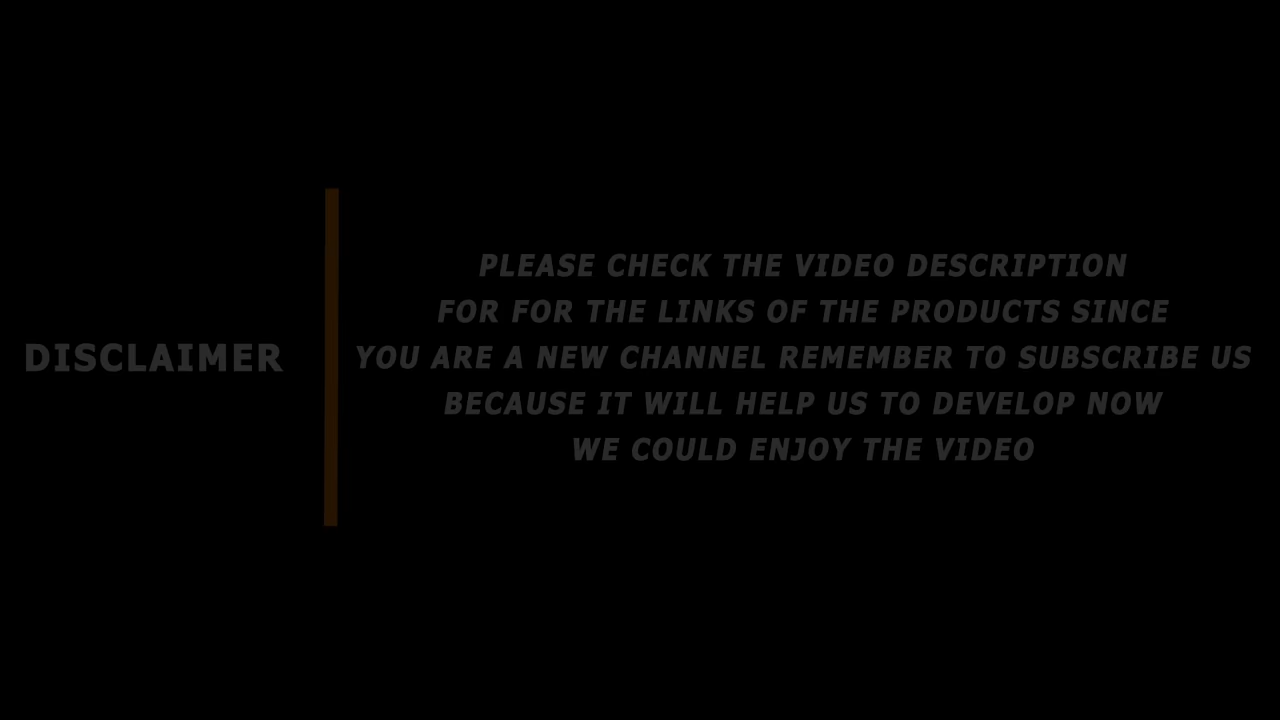 DISCLAIMER
PLEASE CHECK THE VIDEO DESCRIPTION
FOR FOR THE LINKS OF THE PRODUCTS SINCE
YOU ARE A NEW CHANNEL REMEMBER TO SUBSCRIBE US
BECAUSE IT WILL HELP US TO DEVELOP NOW
WE COULD ENJOY THE VIDEO